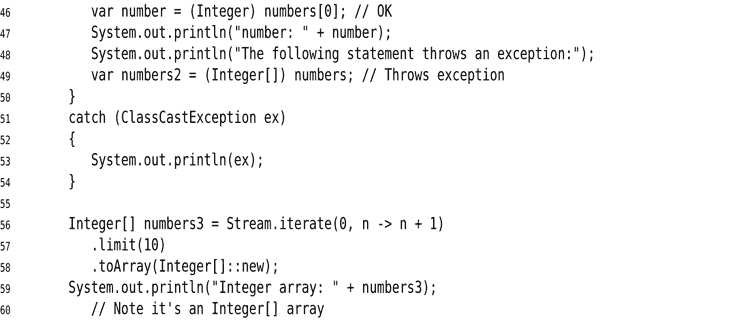 46          var number = (Integer) numbers[0]; // OK
47          System.out.println("number: " + number);
48          System.out.println("The following statement throws an exception:");
49          var numbers2 = (Integer[]) numbers; // Throws exception
50       }
51       catch (ClassCastException ex)
52       {
53          System.out.println(ex);
54       }
55
56       Integer[] numbers3 = Stream.iterate(0, n -> n + 1)
57          .limit(10)
58          .toArray(Integer[]::new);
59       System.out.println("Integer array: " + numbers3);
60          // Note it's an Integer[] array